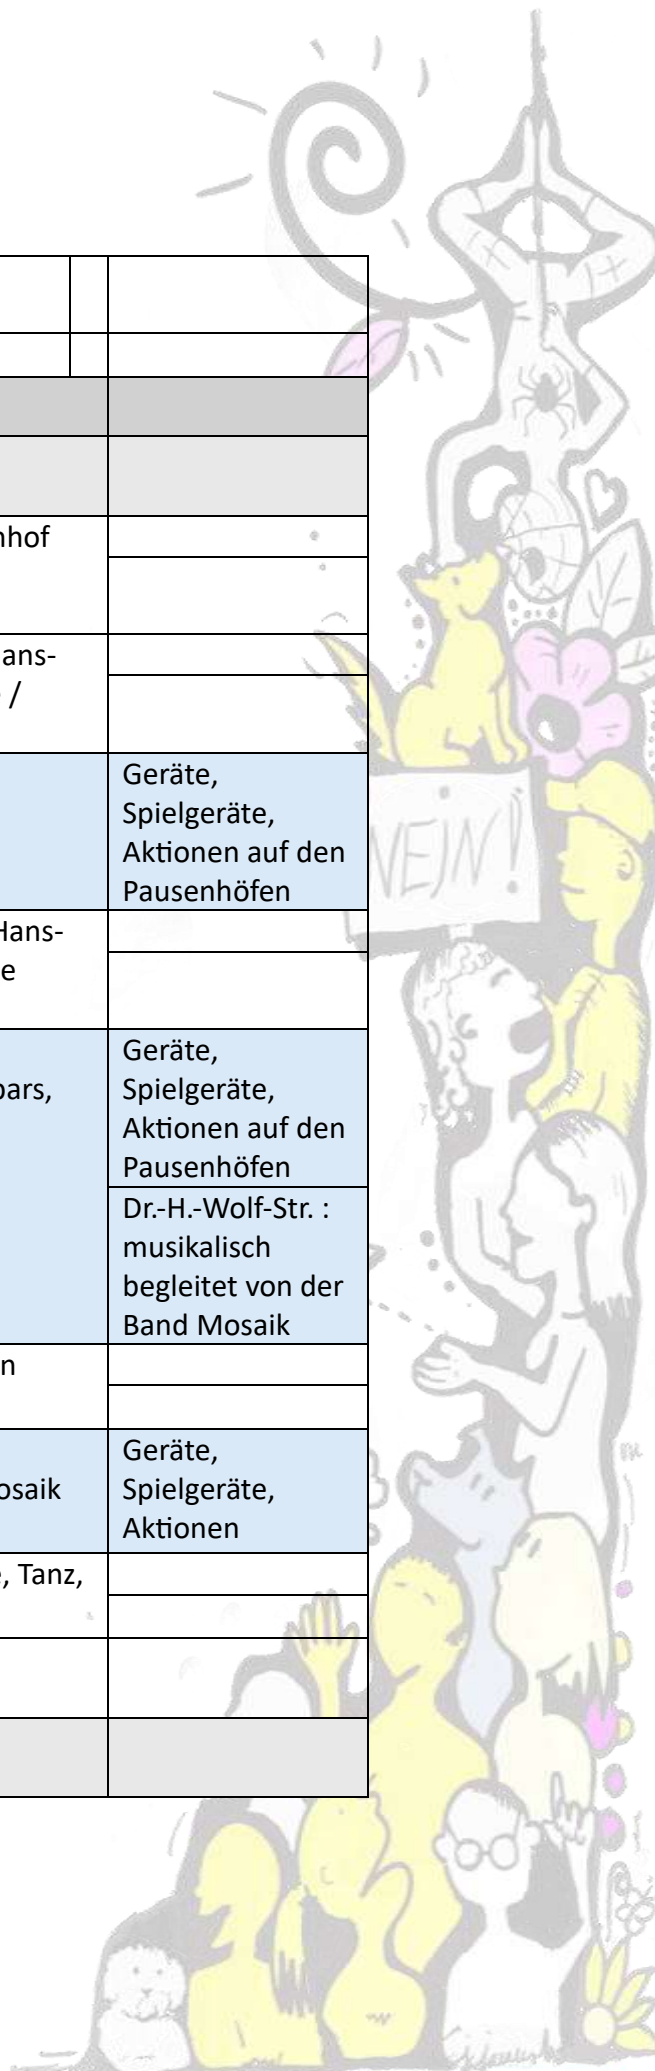 nhof
ans-
/
Geräte,
Spielgeräte,
Aktionen auf den
Pausenhöfen
NEIN!
Hans-
e
Geräte,
Spielgeräte,
Aktionen auf den
Pausenhöfen
bars,
Dr.-H.-Wolf-Str. :
musikalisch
begleitet von der
Band Mosaik
n
Geräte,
Spielgeräte,
Aktionen
osaik
, Tanz,